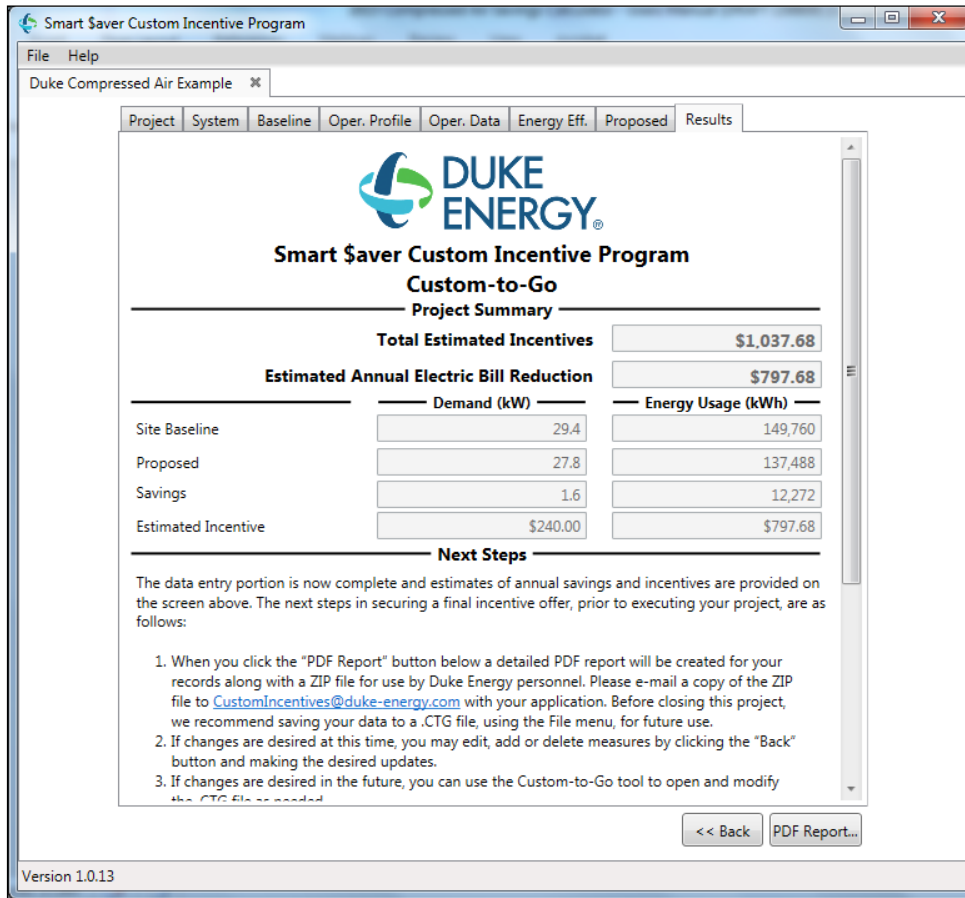 Smart $aver Custom Incentive Program
File Help
Duke Compressed Air Example
Project System Baseline Oper. Profile Oper. Data Energy Eff. Proposed Results
DUKE
ENERGY®
Smart $aver Custom Incentive Program
Custom-to-Go
Project Summary
Total Estimated Incentives $1,037.68
Estimated Annual Electric Bill Reduction $797.68
Demand (kW) Energy Usage (kWh)
Site Baseline 29.4 149,760
Proposed 27.8 137,488
Savings 1.6 12,272
Estimated Incentive $240.00 $797.68
Next Steps
The data entry portion is now complete and estimates of annual savings and incentives are provided on
the screen above. The next steps in securing a final incentive offer, prior to executing your project, are as
follows:
1. When you click the “PDF Report” button below a detailed PDF report will be created for your
records along with a ZIP file for use by Duke Energy personnel. Please e-mail a copy of the ZIP
file to CustomIncentives@duke-energy.com with your application. Before closing this project,
we recommend saving your data to a .CTG file, using the File menu, for future use.
2. If changes are desired at this time, you may edit, add or delete measures by clicking the “Back”
button and making the desired updates.
3. If changes are desired in the future, you can use the Custom-to-Go tool to open and modify
the .CTG file as needed
<< Back PDF Report...
Version 1.0.13